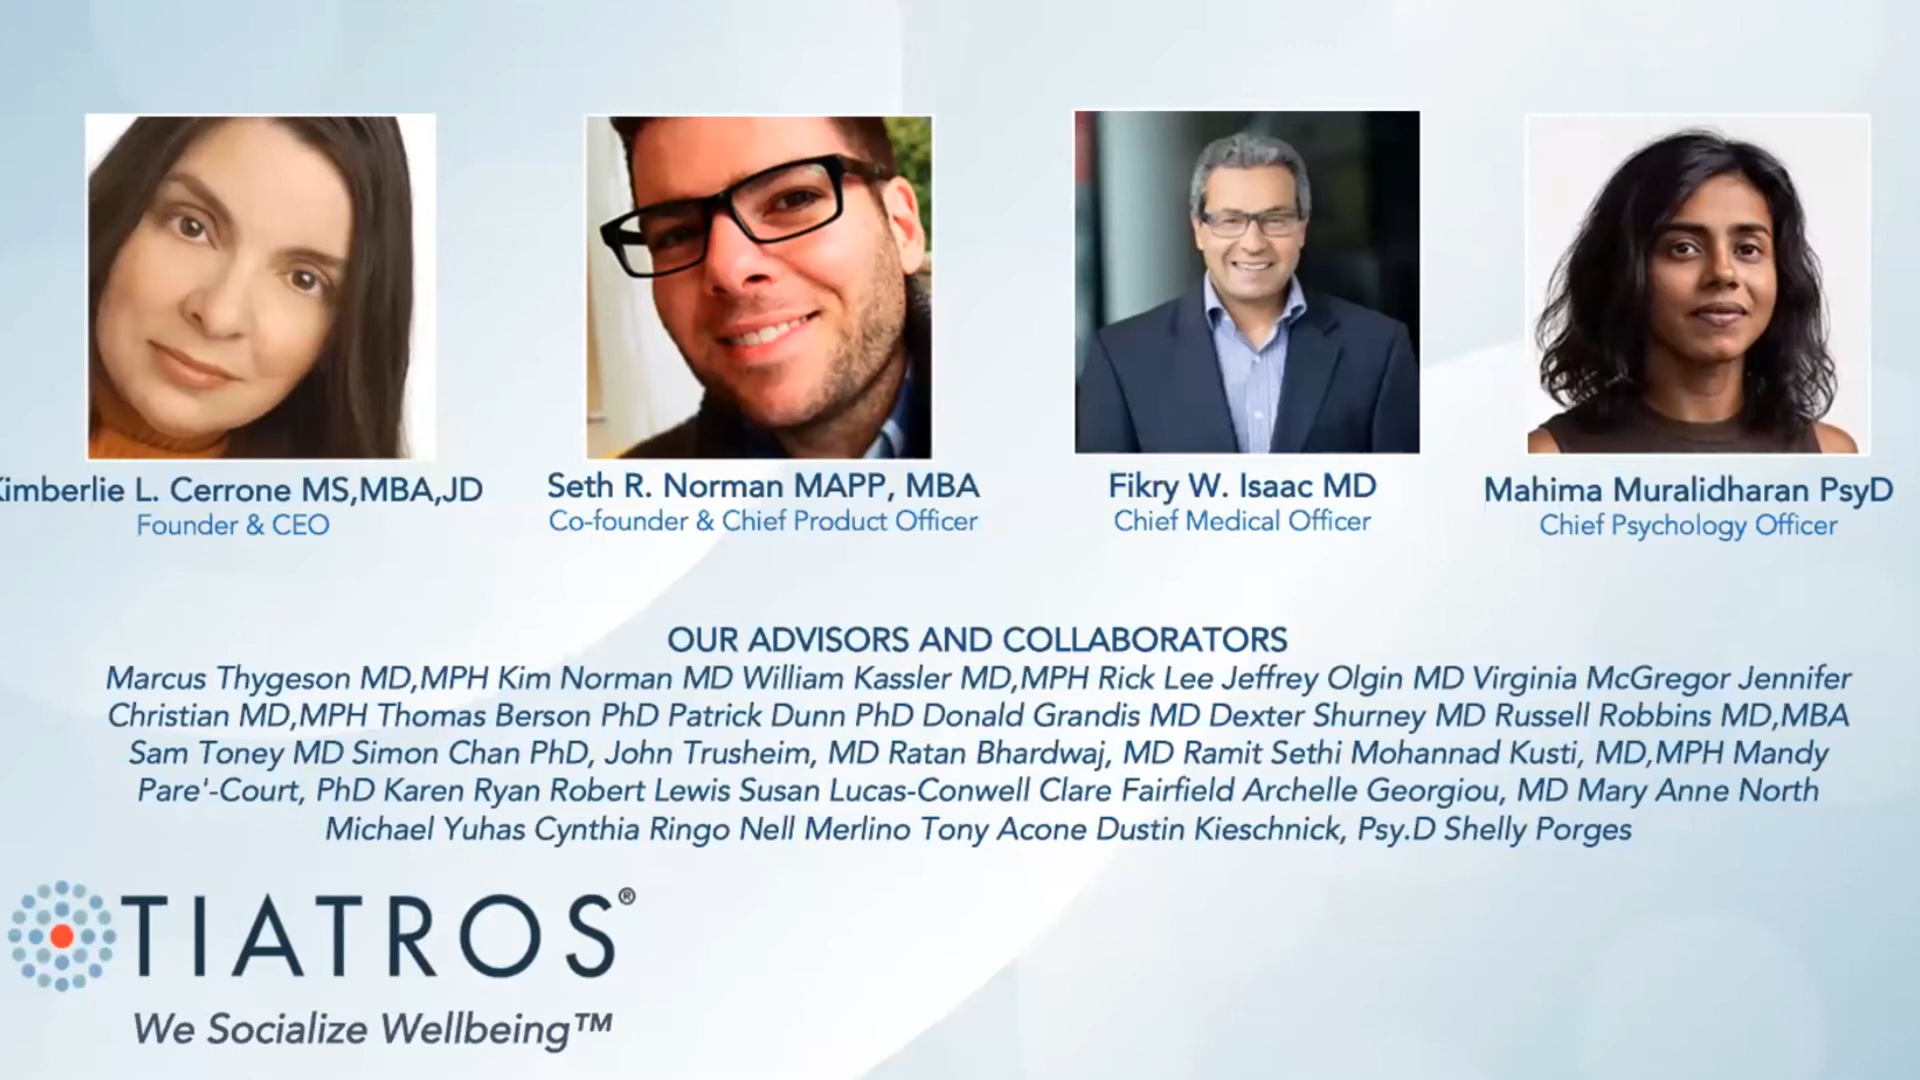 Kimberlie L. Cerrone MS,MBA,JD
Founder & CEO
Seth R. Norman MAPP, MBA
Co-founder & Chief Product Officer
Fikry W. Isaac MD
Chief Medical Officer
Mahima Muralidharan PsyD
Chief Psychology Officer
OUR ADVISORS AND COLLABORATORS
Marcus Thygeson MD,MPH Kim Norman MD William Kassler MD,MPH Rick Lee Jeffrey Olgin MD Virginia McGregor Jennifer
Christian MD,MPH Thomas Berson PhD Patrick Dunn PhD Donald Grandis MD Dexter Shurney MD Russell Robbins MD,MBA
Sam Toney MD Simon Chan PhD, John Trusheim, MD Ratan Bhardwaj, MD Ramit Sethi Mohannad Kusti, MD,MPH Mandy
Pare'-Court, PhD Karen Ryan Robert Lewis Susan Lucas-Conwell Clare Fairfield Archelle Georgiou, MD Mary Anne North
Michael Yuhas Cynthia Ringo Nell Merlino Tony Acone Dustin Kieschnick, Psy.D Shelly Porges
TIATROS®
We Socialize Wellbeing™